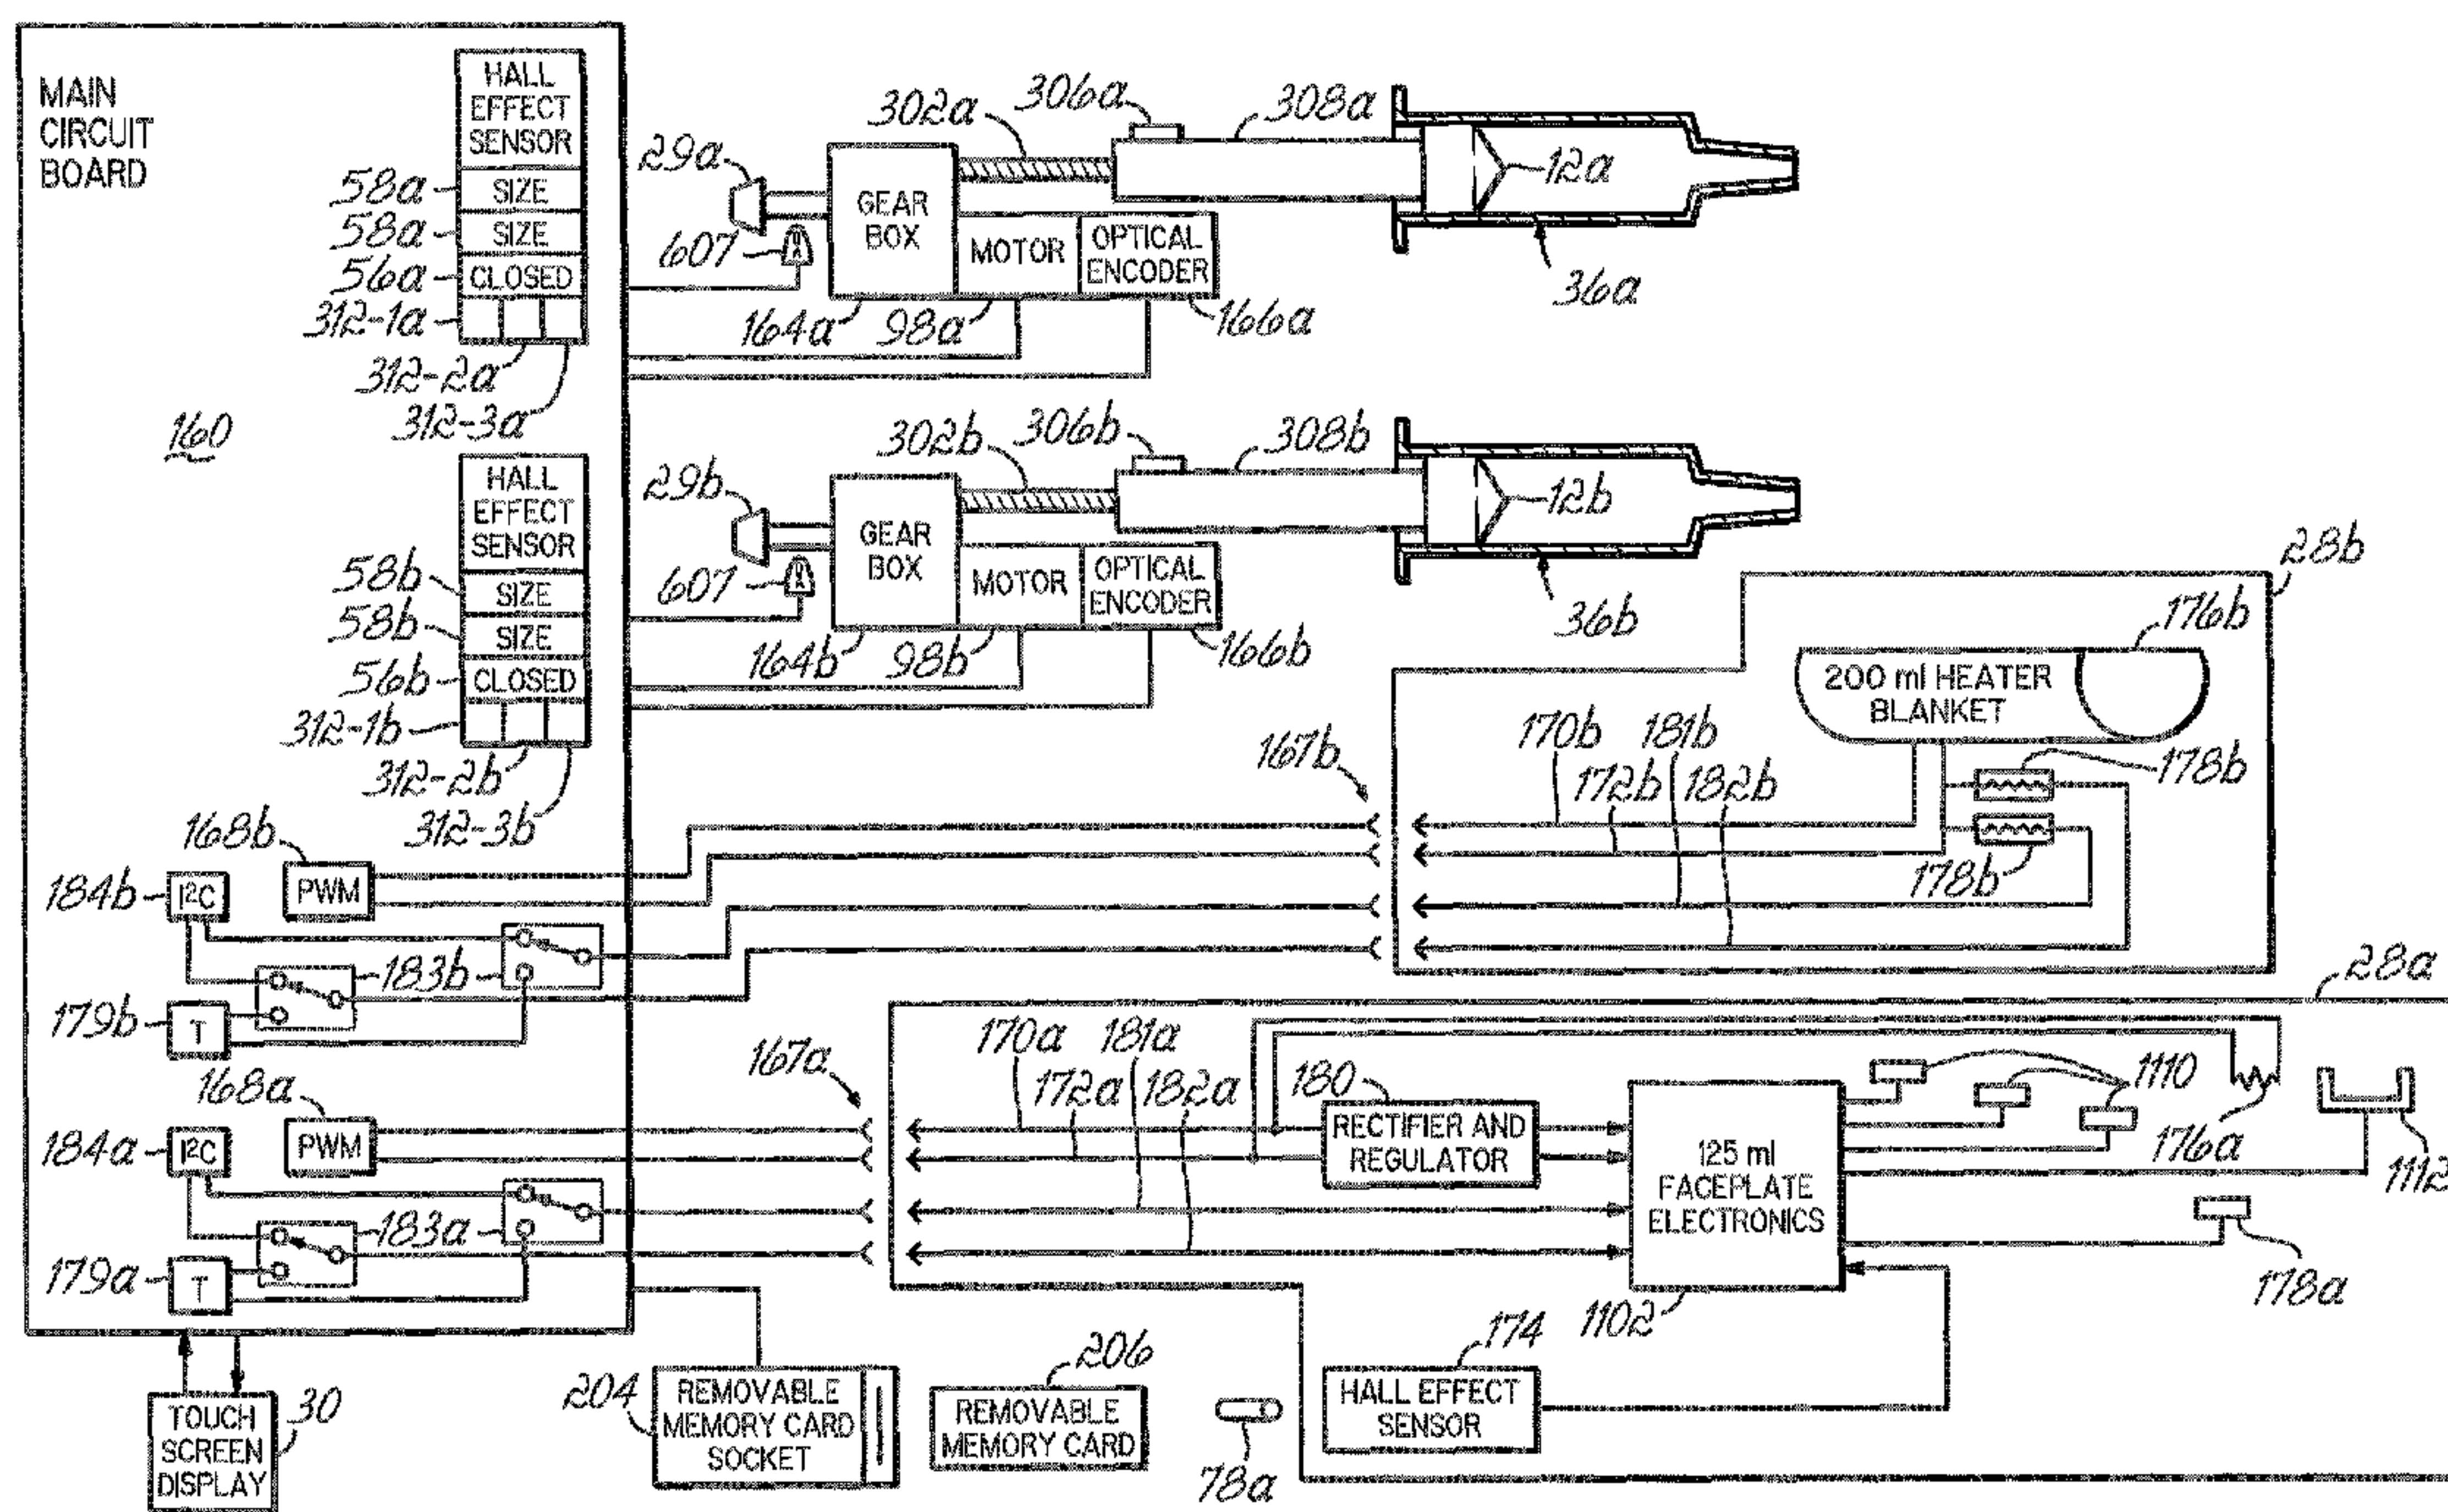 MAIN
CIRCUIT
BOARD
160
HALL
EFFECT
SENSOR
SIZE
SIZE
CLOSED
58a
58a
56a
312-1a
312-2a
312-3a
29a
607
GEAR
BOX
MOTOR
OPTICAL
ENCODER
164a
98a
166a
302a
306a
308a
12a
36a
HALL
EFFECT
SENSOR
SIZE
SIZE
CLOSED
58b
58b
56b
312-1b
312-2b
312-3b
29b
607
GEAR
BOX
MOTOR
OPTICAL
ENCODER
164b
98b
166b
302b
306b
308b
12b
36b
28b
176b
200 ml HEATER
BLANKET
167b
170b
181b
172b
182b
178b
178b
168b
184b
I²C
PWM
183b
179b
T
28a
167a
170a
181a
172a
182a
180
RECTIFIER AND
REGULATOR
125 ml
FACEPLATE
ELECTRONICS
1110
176a
1112
178a
1102
174
HALL EFFECT
SENSOR
168a
184a
I²C
PWM
183a
179a
T
TOUCH
SCREEN
DISPLAY
30
204
REMOVABLE
MEMORY CARD
SOCKET
206
REMOVABLE
MEMORY CARD
78a